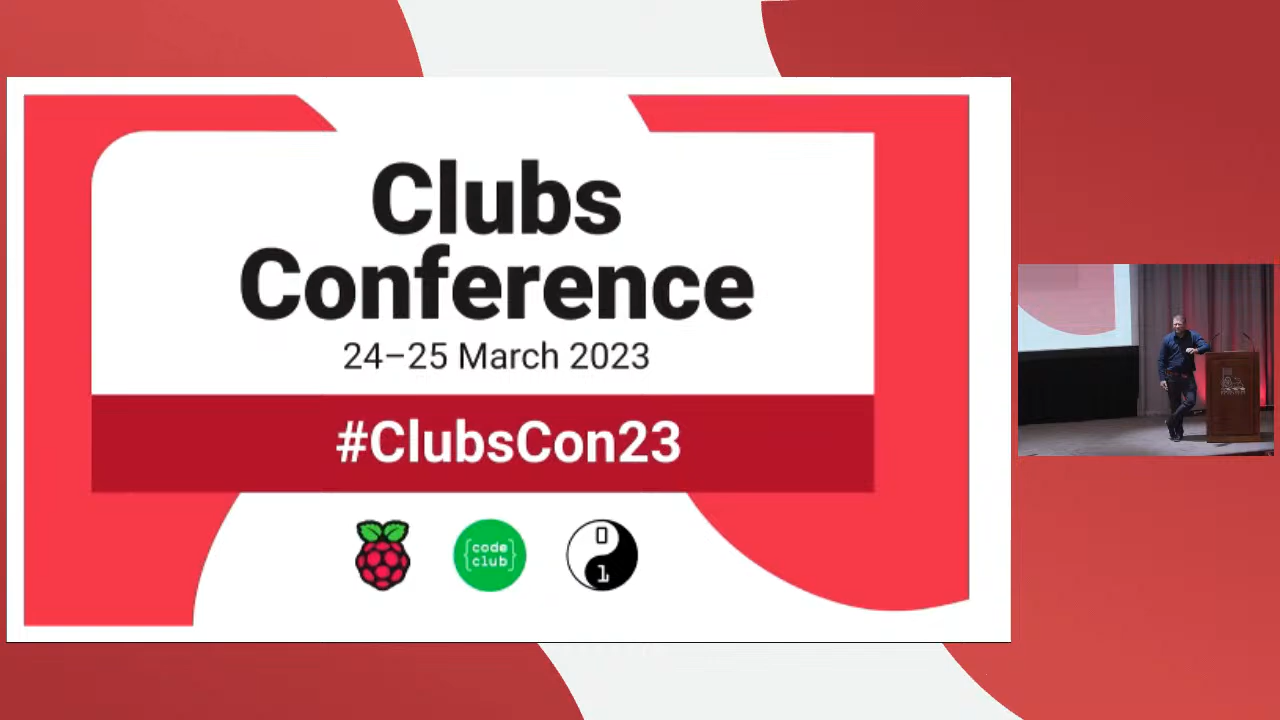 Clubs
Conference
24–25 March 2023
#ClubsCon23
{code
club}
0
1